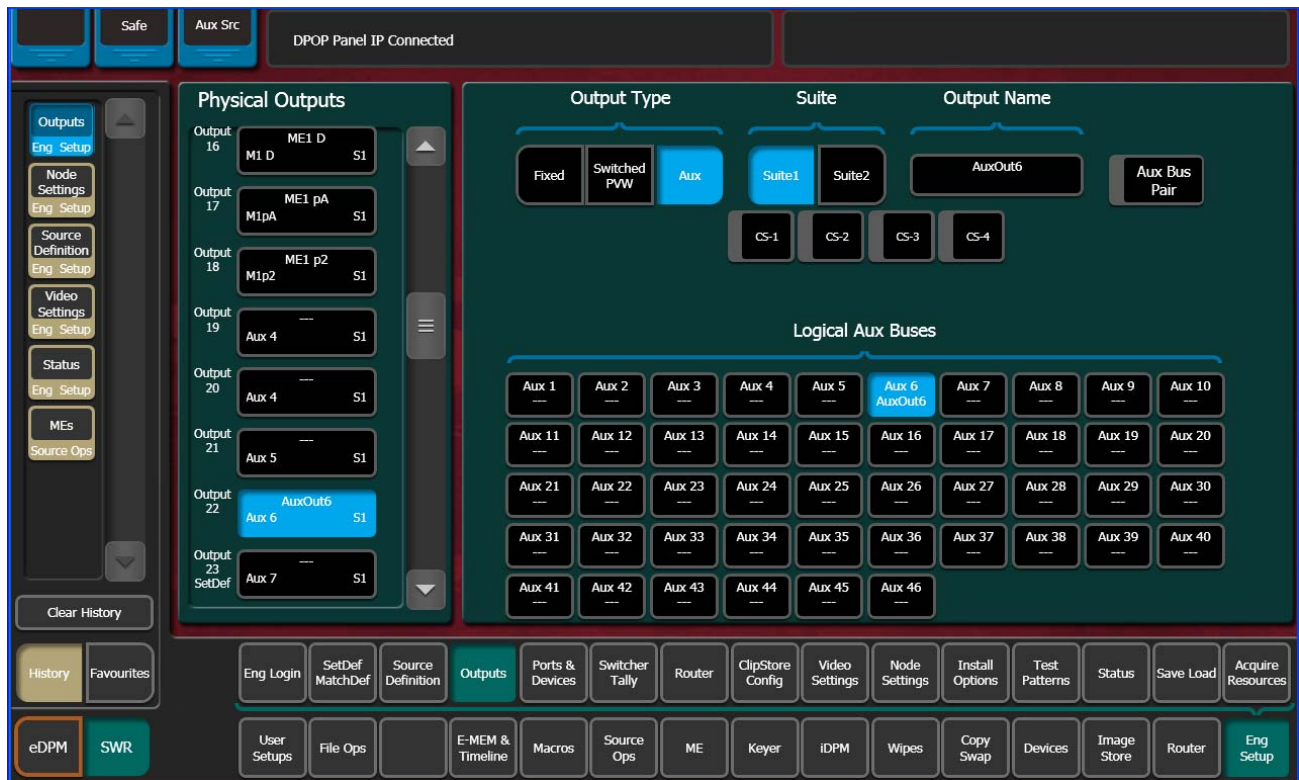 Safe
Aux Src
DPOP Panel IP Connected
Outputs
Eng Setup
Node
Settings
Eng Setup
Source
Definition
Eng Setup
Video
Settings
Eng Setup
Status
Eng Setup
MEs
Source Ops
Clear History
History
Favourites
eDPM
SWR
Physical Outputs
Output
16
ME1 D
M1 D S1
Output
17
ME1 pA
M1pA S1
Output
18
ME1 p2
M1p2 S1
Output
19
---
Aux 4 S1
Output
20
---
Aux 4 S1
Output
21
---
Aux 5 S1
Output
22
AuxOut6
Aux 6 S1
Output
23
SetDef
---
Aux 7 S1
Output Type
Fixed
Switched
PVW
Aux
Suite
Suite1
Suite2
Output Name
AuxOut6
Aux Bus
Pair
CS-1 CS-2 CS-3 CS-4
Logical Aux Buses
Aux 1 Aux 2 Aux 3 Aux 4 Aux 5 Aux 6 Aux 7 Aux 8 Aux 9 Aux 10
--- --- --- --- --- AuxOut6 --- --- --- ---
Aux 11 Aux 12 Aux 13 Aux 14 Aux 15 Aux 16 Aux 17 Aux 18 Aux 19 Aux 20
--- --- --- --- --- --- --- --- --- ---
Aux 21 Aux 22 Aux 23 Aux 24 Aux 25 Aux 26 Aux 27 Aux 28 Aux 29 Aux 30
--- --- --- --- --- --- --- --- --- ---
Aux 31 Aux 32 Aux 33 Aux 34 Aux 35 Aux 36 Aux 37 Aux 38 Aux 39 Aux 40
--- --- --- --- --- --- --- --- --- ---
Aux 41 Aux 42 Aux 43 Aux 44 Aux 45 Aux 46
--- --- --- --- --- ---
Eng Login
SetDef
MatchDef
Source
Definition
Outputs
Ports &
Devices
Switcher
Tally
Router
ClipStore
Config
Video
Settings
Node
Settings
Install
Options
Test
Patterns
Status
Save Load
Acquire
Resources
User
Setups
File Ops
E-MEM &
Timeline
Macros
Source
Ops
ME
Keyer
iDPM
Wipes
Copy
Swap
Devices
Image
Store
Router
Eng
Setup